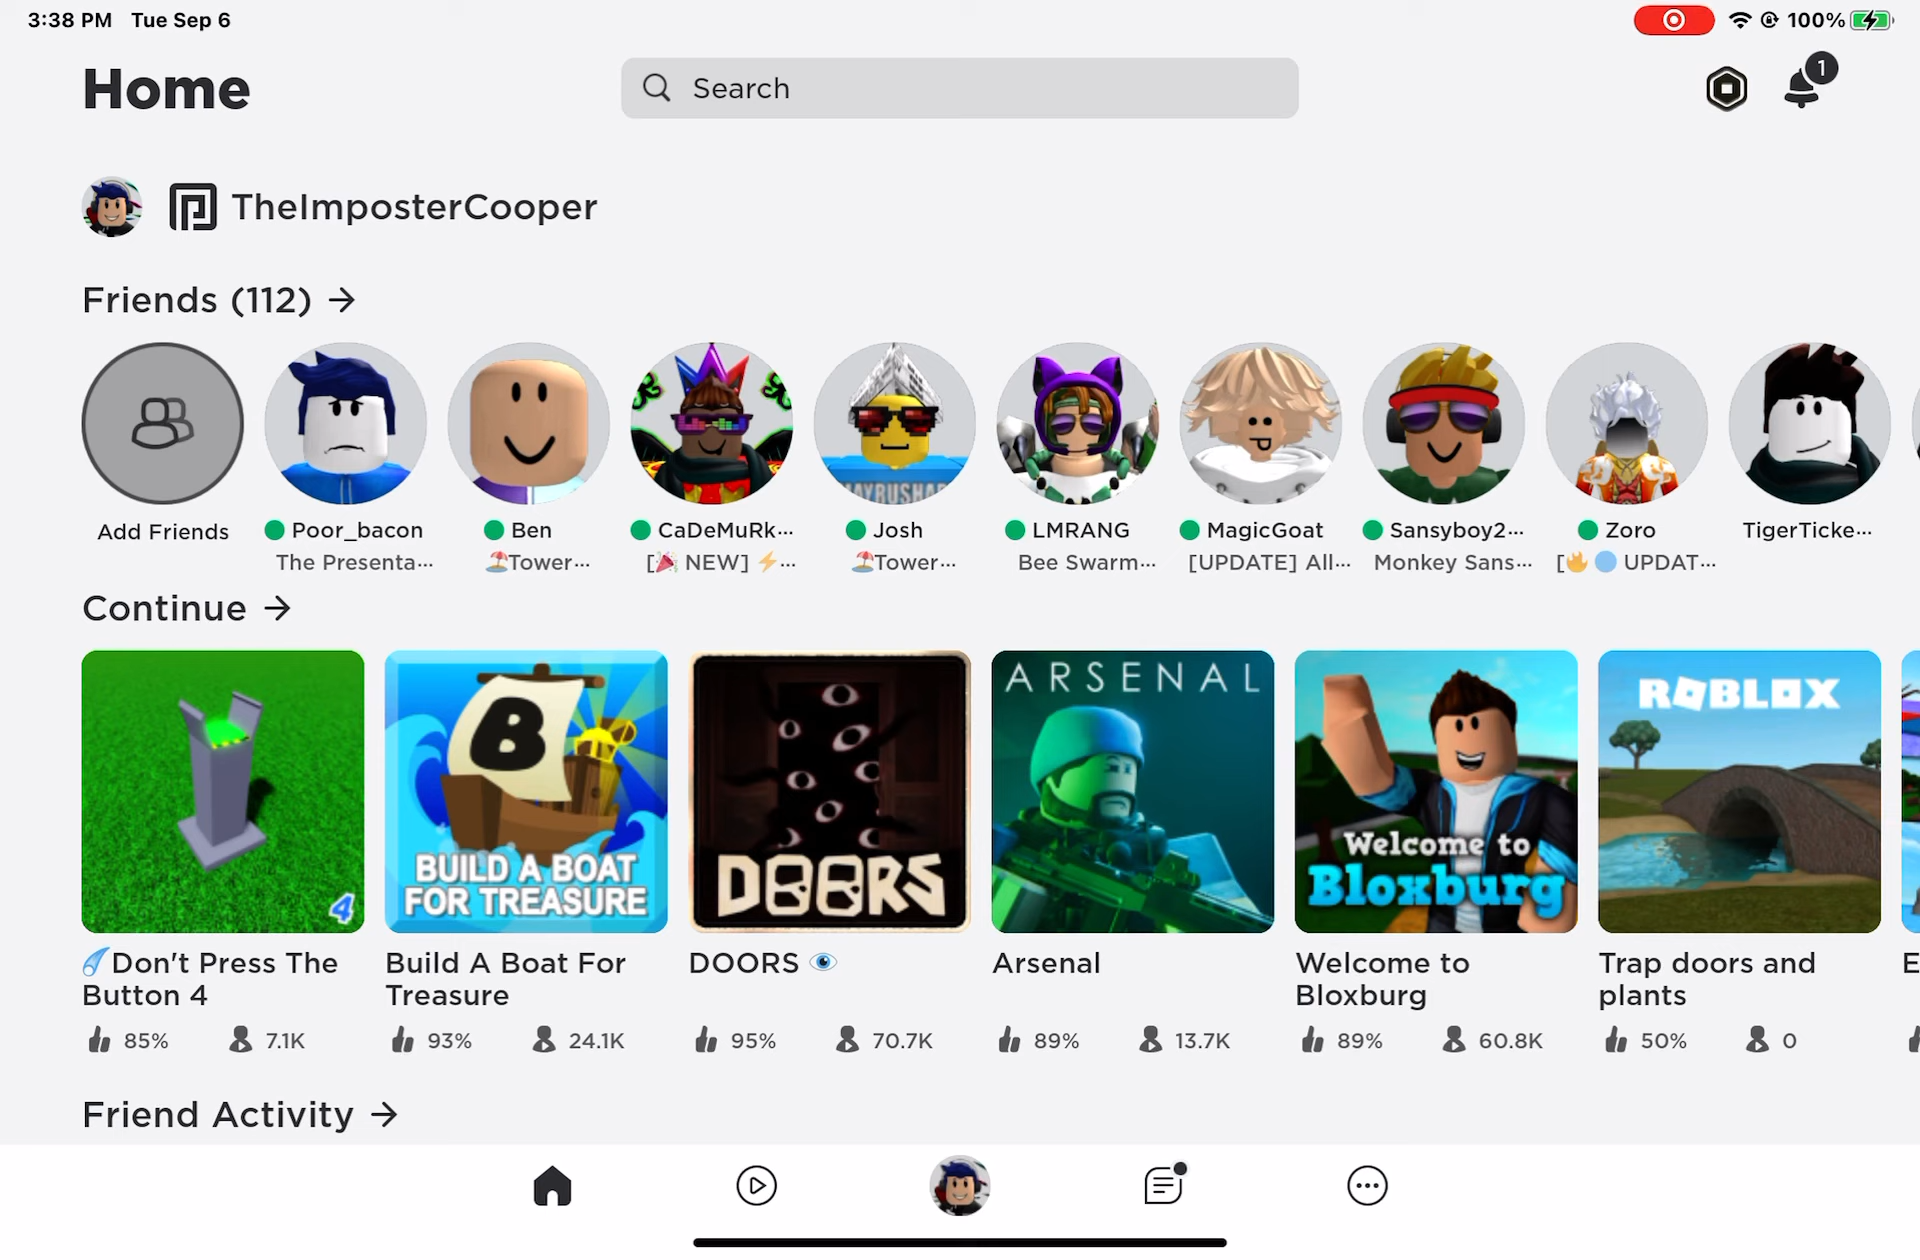 3:38 PM Tue Sep 6
100%
Home
Search
1
TheImposterCooper
Friends (112) →
Add Friends
Poor_bacon
The Presenta...
Ben
🏖Tower...
CaDeMuRk...
[🎉 NEW] ⚡...
Josh
🏖Tower...
LMRANG
Bee Swarm...
MagicGoat
[UPDATE] All...
Sansyboy2...
Monkey Sans...
Zoro
[🔥🔵 UPDAT...
TigerTicke...
Continue →
4
BUILD A BOAT
FOR TREASURE
DOORS
ARSENAL
Welcome to
Bloxburg
ROBLOX
☄Don't Press The
Button 4
85% 7.1K
Build A Boat For
Treasure
93% 24.1K
DOORS 👁
95% 70.7K
Arsenal
89% 13.7K
Welcome to
Bloxburg
89% 60.8K
Trap doors and
plants
50% 0
E
Friend Activity →